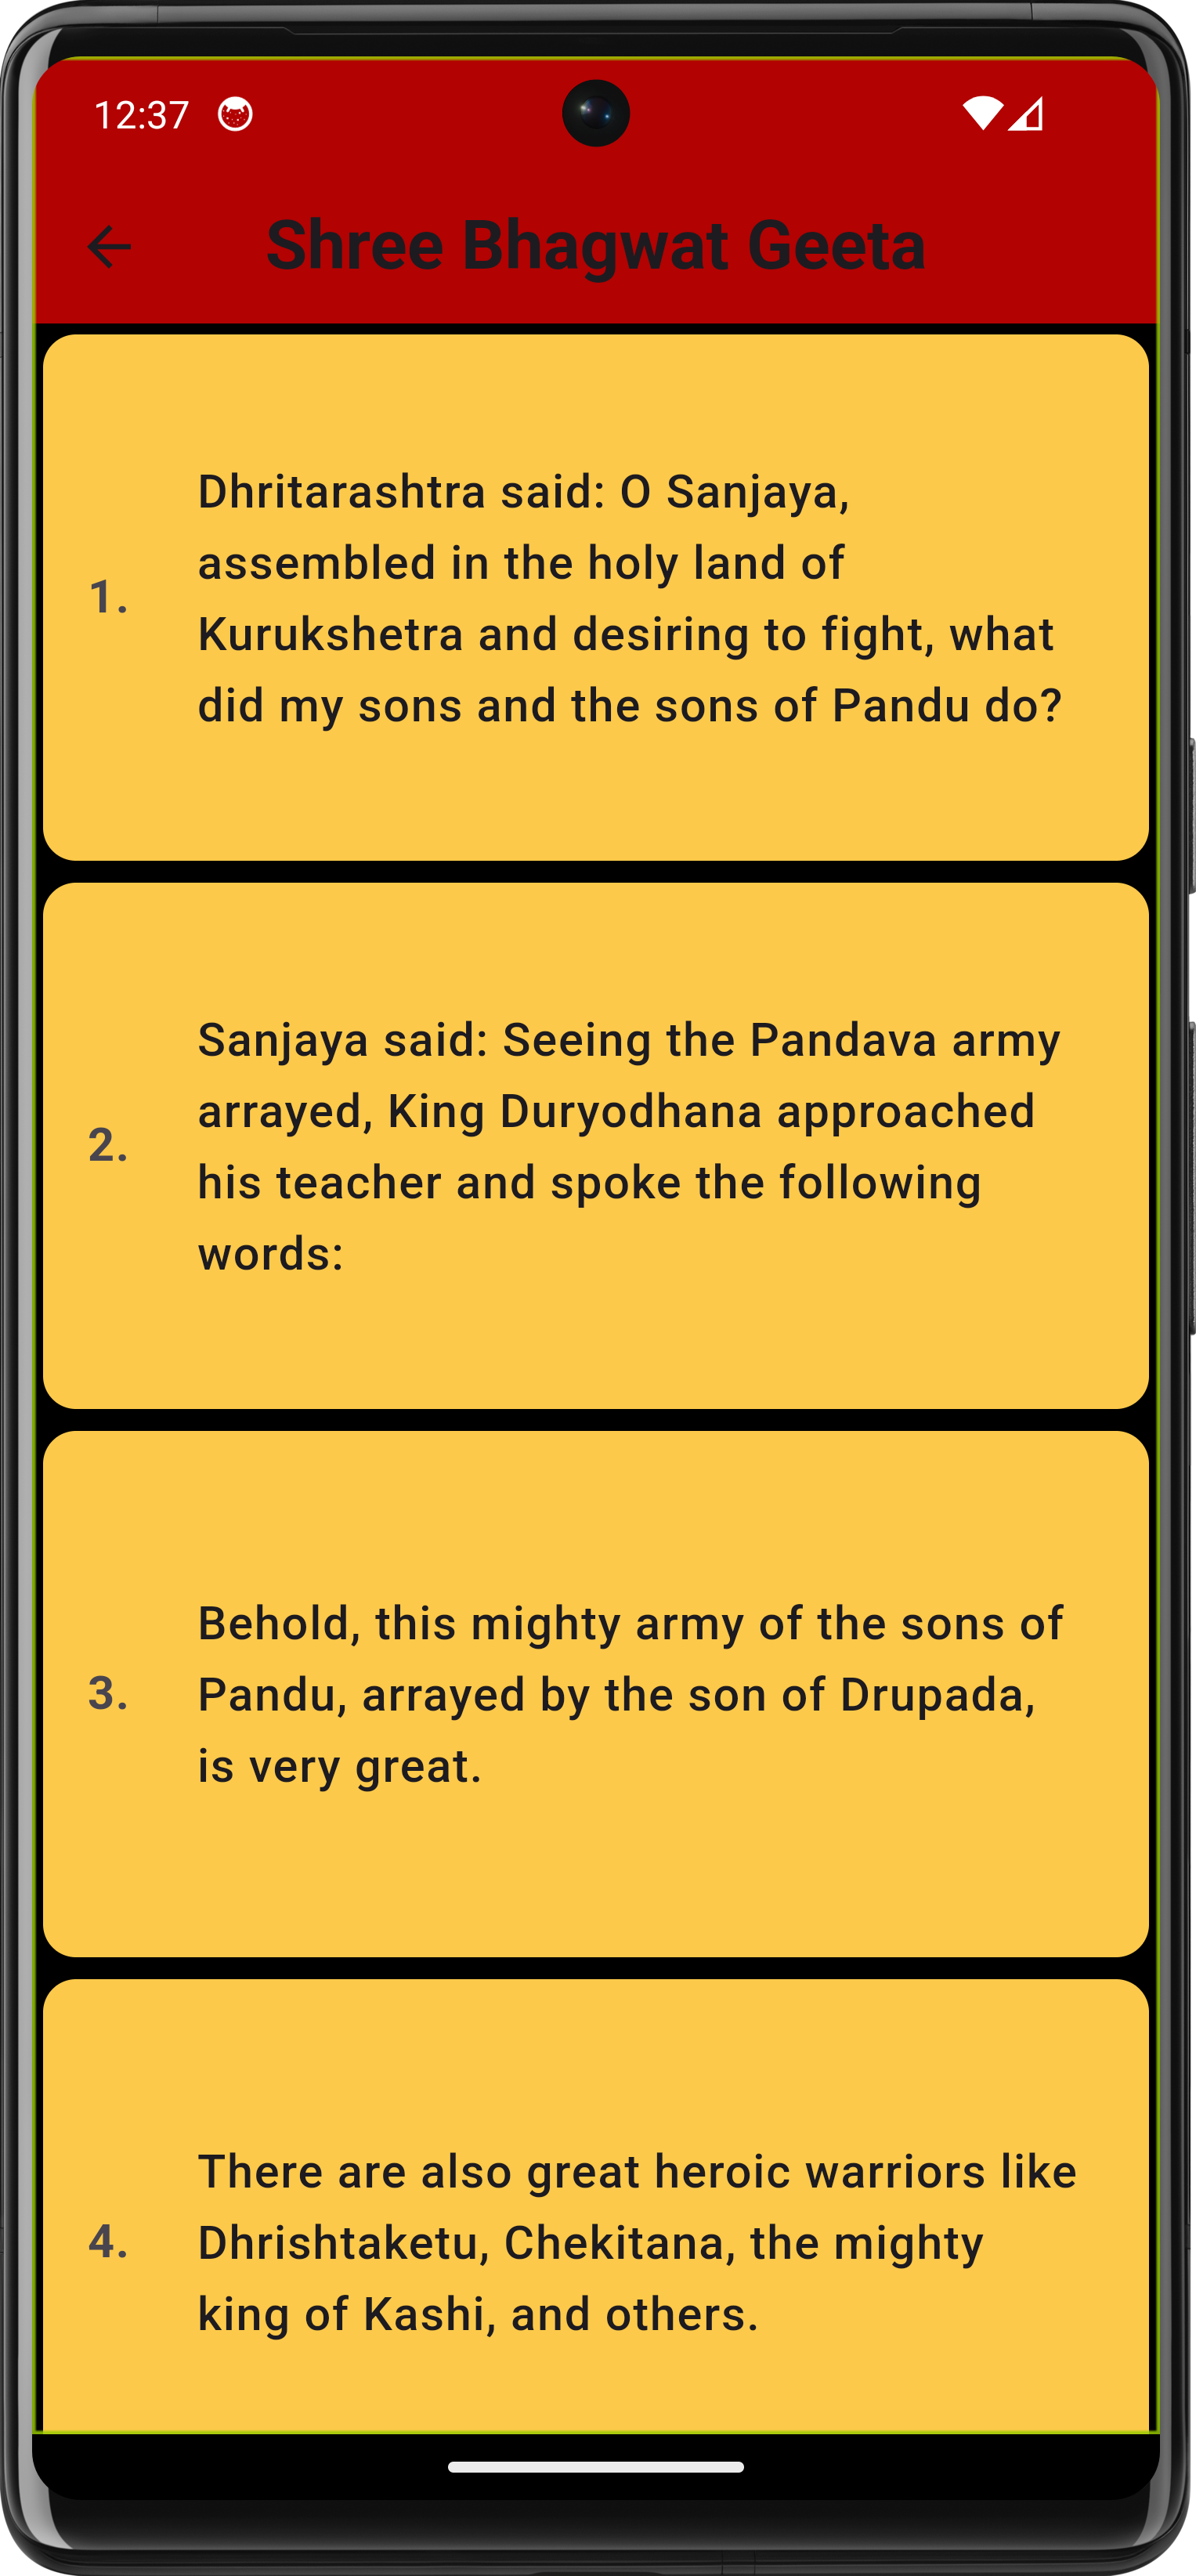 12:37
Shree Bhagwat Geeta
1.
Dhritarashtra said: O Sanjaya,
assembled in the holy land of
Kurukshetra and desiring to fight, what
did my sons and the sons of Pandu do?
2.
Sanjaya said: Seeing the Pandava army
arrayed, King Duryodhana approached
his teacher and spoke the following
words:
3.
Behold, this mighty army of the sons of
Pandu, arrayed by the son of Drupada,
is very great.
4.
There are also great heroic warriors like
Dhrishtaketu, Chekitana, the mighty
king of Kashi, and others.